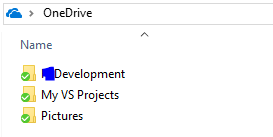 OneDrive
Name
Development
My VS Projects
Pictures